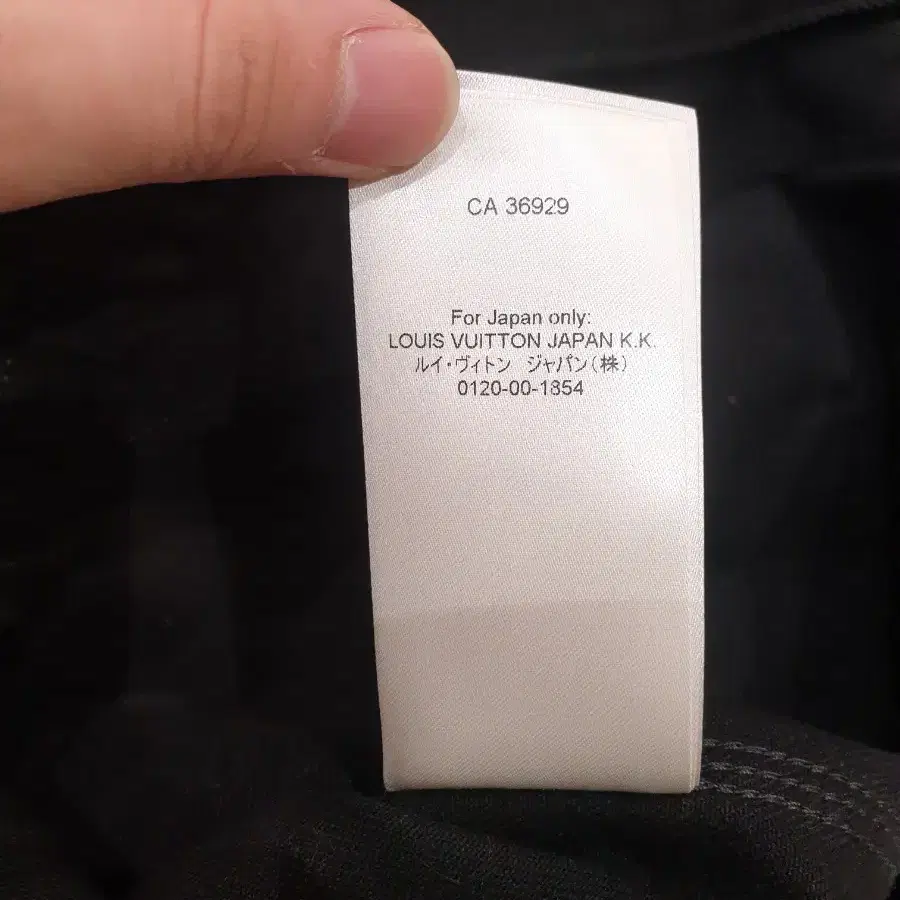 CA 36929
For Japan only:
LOUIS VUITTON JAPAN K.K.
ルイ・ヴィトン ジャパン(株)
0120-00-1854